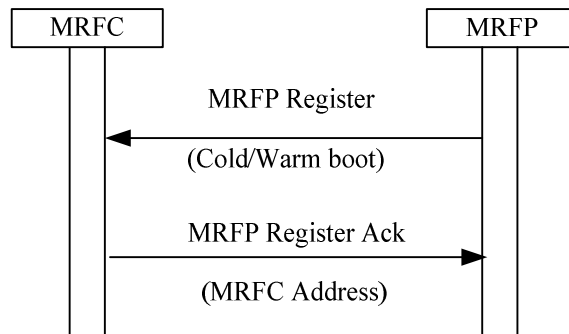 MRFC
MRFP
MRFP Register
(Cold/Warm boot)
MRFP Register Ack
(MRFC Address)